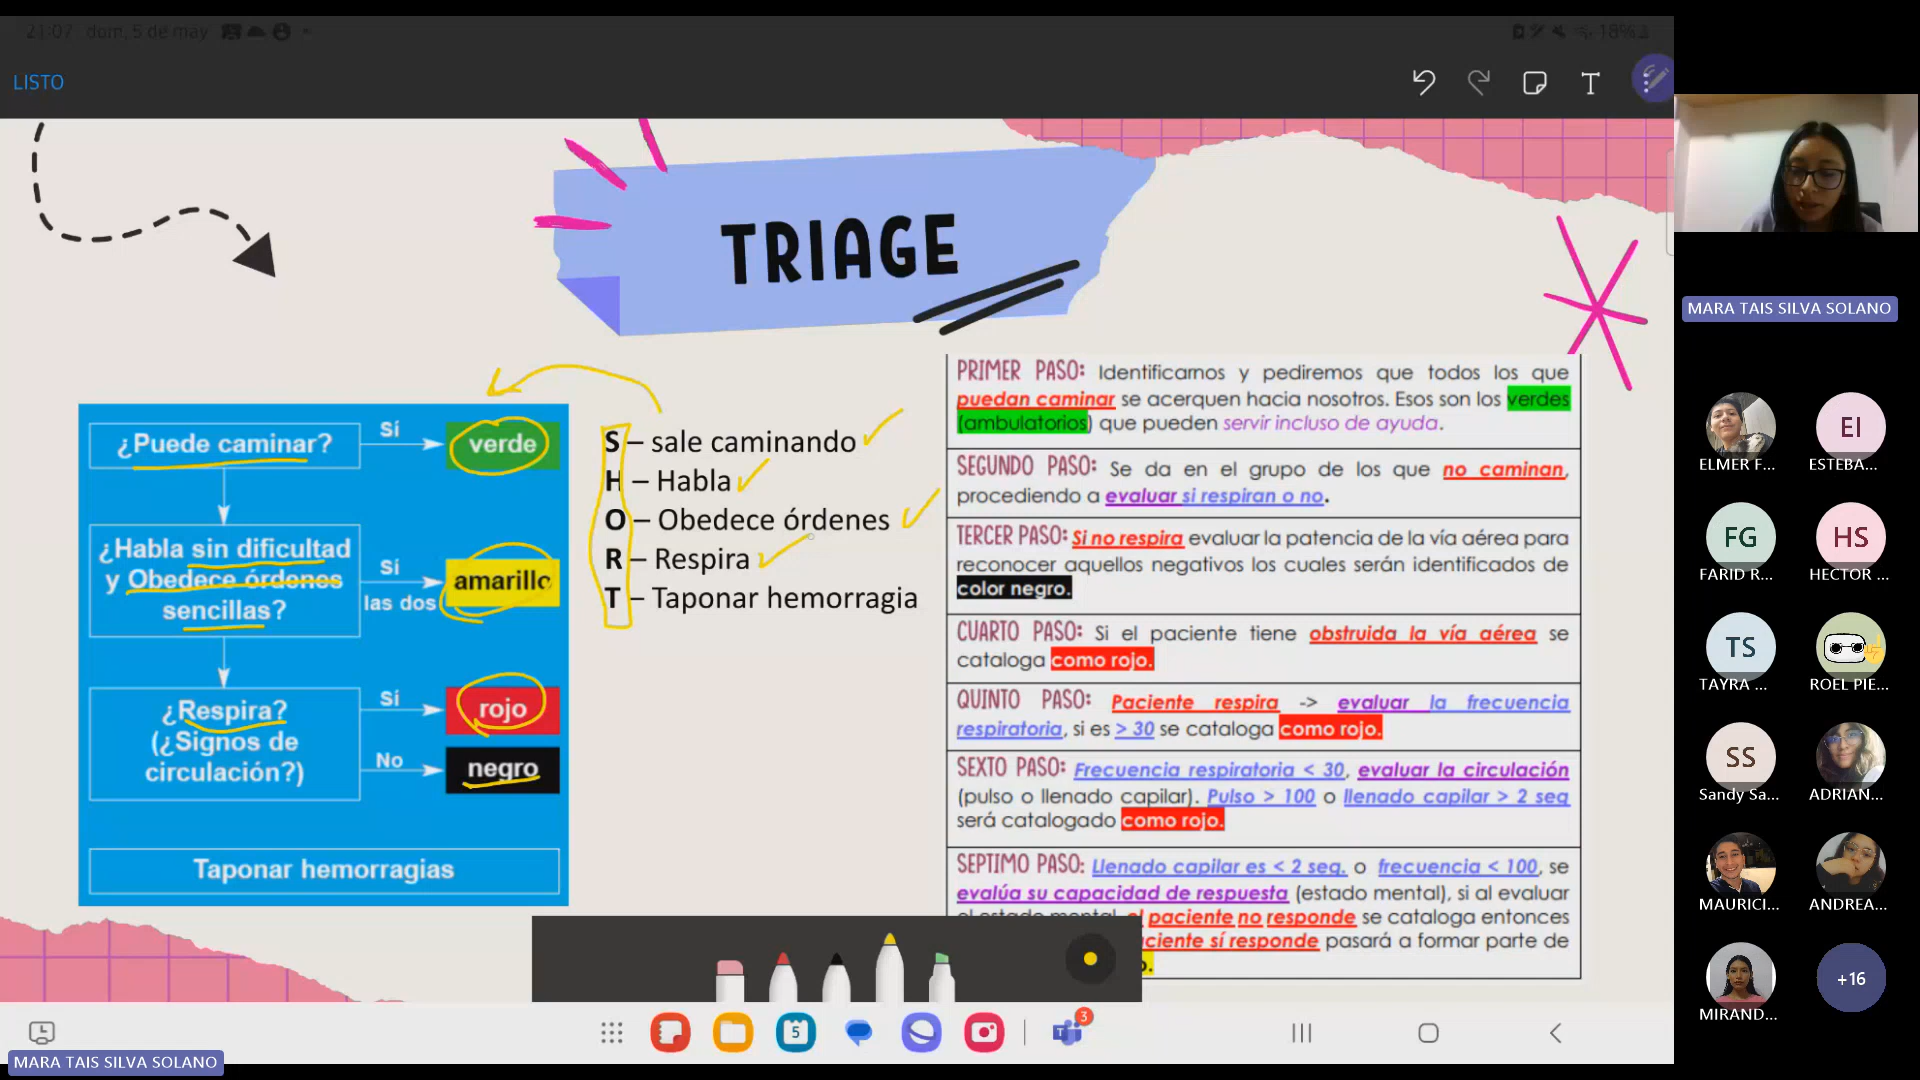 21:07 dom, 5 de may
18%
LISTO
TRIAGE
¿Puede caminar?
Sí
verde
¿Habla sin dificultad
y Obedece órdenes
sencillas?
Sí
las dos
amarillo
¿Respira?
(¿Signos de
circulación?)
Sí
rojo
No
negro
Taponar hemorragias
S – sale caminando
H – Habla
O – Obedece órdenes
R – Respira
T – Taponar hemorragia
PRIMER PASO: Identificarnos y pediremos que todos los que
puedan caminar se acerquen hacia nosotros. Esos son los verdes
(ambulatorios) que pueden servir incluso de ayuda.
SEGUNDO PASO: Se da en el grupo de los que no caminan,
procediendo a evaluar si respiran o no.
TERCER PASO: Si no respira evaluar la patencia de la vía aérea para
reconocer aquellos negativos los cuales serán identificados de
color negro.
CUARTO PASO: Si el paciente tiene obstruida la vía aérea se
cataloga como rojo.
QUINTO PASO: Paciente respira -> evaluar la frecuencia
respiratoria, si es > 30 se cataloga como rojo.
SEXTO PASO: Frecuencia respiratoria < 30, evaluar la circulación
(pulso o llenado capilar). Pulso > 100 o llenado capilar > 2 seg
será catalogado como rojo.
SEPTIMO PASO: Llenado capilar es < 2 seg. o frecuencia < 100, se
evalúa su capacidad de respuesta (estado mental), si al evaluar
paciente no responde se cataloga entonces
sí responde pasará a formar parte de
5
3
MARA TAIS SILVA SOLANO
MARA TAIS SILVA SOLANO
ELMER F...
EI
ESTEBA...
FG
FARID R...
HS
HECTOR ...
TS
TAYRA ...
ROEL PIE...
SS
Sandy Sa...
ADRIAN...
MAURICI...
ANDREA...
MIRAND...
+16